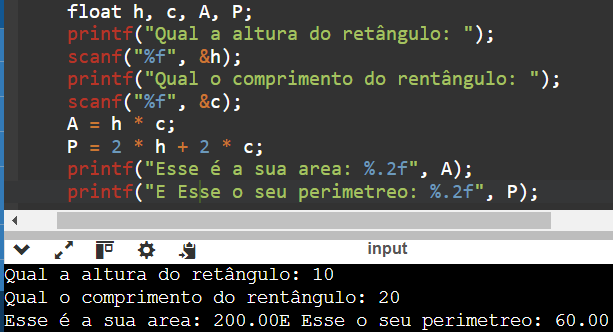 float h, c, A, P;
printf("Qual a altura do retângulo: ");
scanf("%f", &h);
printf("Qual o comprimento do rentângulo: ");
scanf("%f", &c);
A = h * c;
P = 2 * h + 2 * c;
printf("Esse é a sua area: %.2f", A);
printf("E Esse o seu perimetreo: %.2f", P);
input
Qual a altura do retângulo: 10
Qual o comprimento do rentângulo: 20
Esse é a sua area: 200.00E Esse o seu perimetreo: 60.00